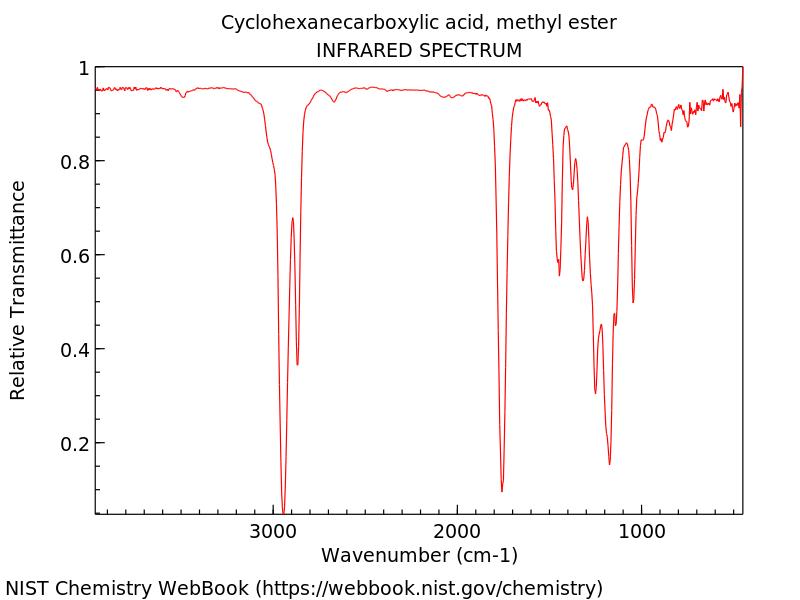 Cyclohexanecarboxylic acid, methyl ester
INFRARED SPECTRUM
1
0.8
0.6
0.4
0.2
Relative Transmittance
3000 2000 1000
Wavenumber (cm-1)
NIST Chemistry WebBook (https://webbook.nist.gov/chemistry)